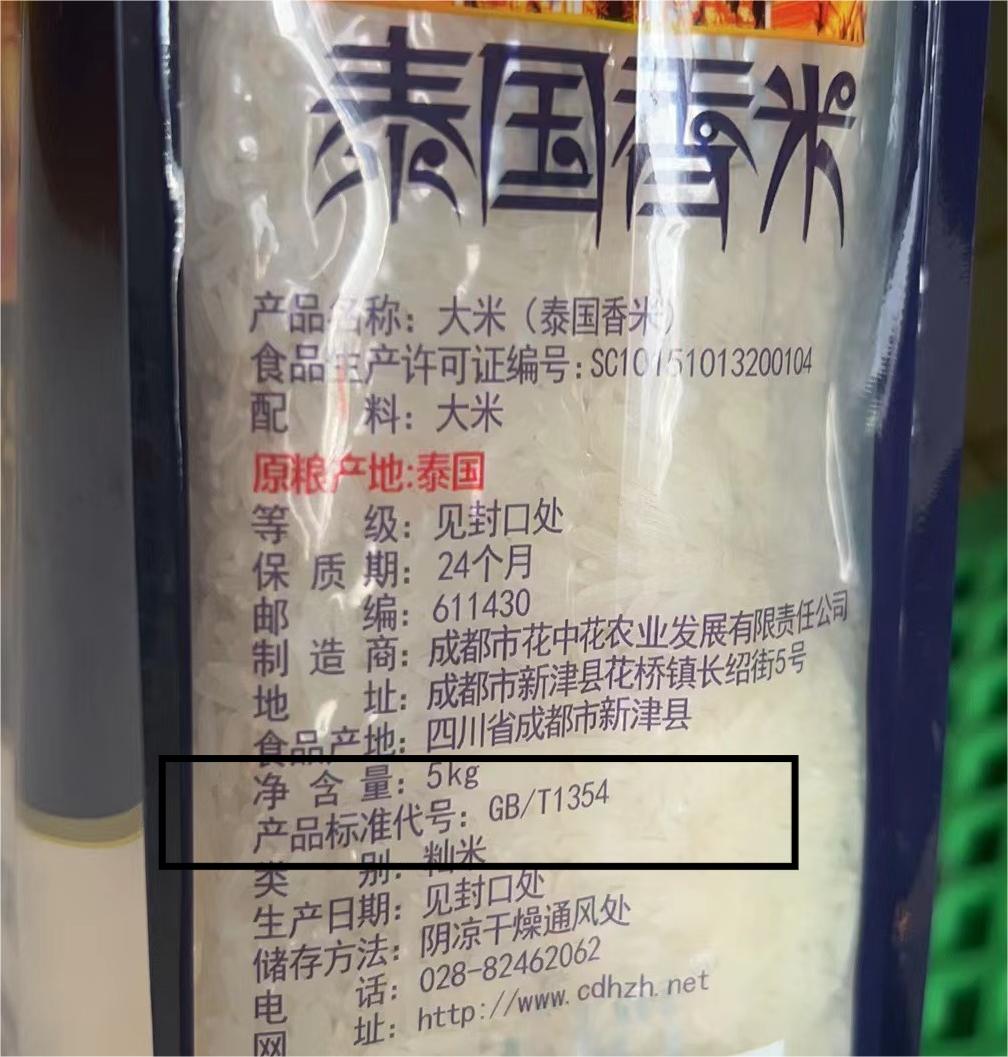 泰国香米
产品名称：大米（泰国香米）
食品生产许可证编号:SC10151013200104
配 料：大米
原粮产地:泰国
等 级：见封口处
保 质 期：24个月
邮 编：611430
制 造 商：成都市花中花农业发展有限责任公司
地 址：成都市新津县花桥镇长绍街5号
食品产地：四川省成都市新津县
净 含 量：5kg
产品标准代号：GB/T1354
类 别：籼米
生产日期：见封口处
储存方法：阴凉干燥通风处
电 话：028-82462062
网 址：http://www.cdhzh.net